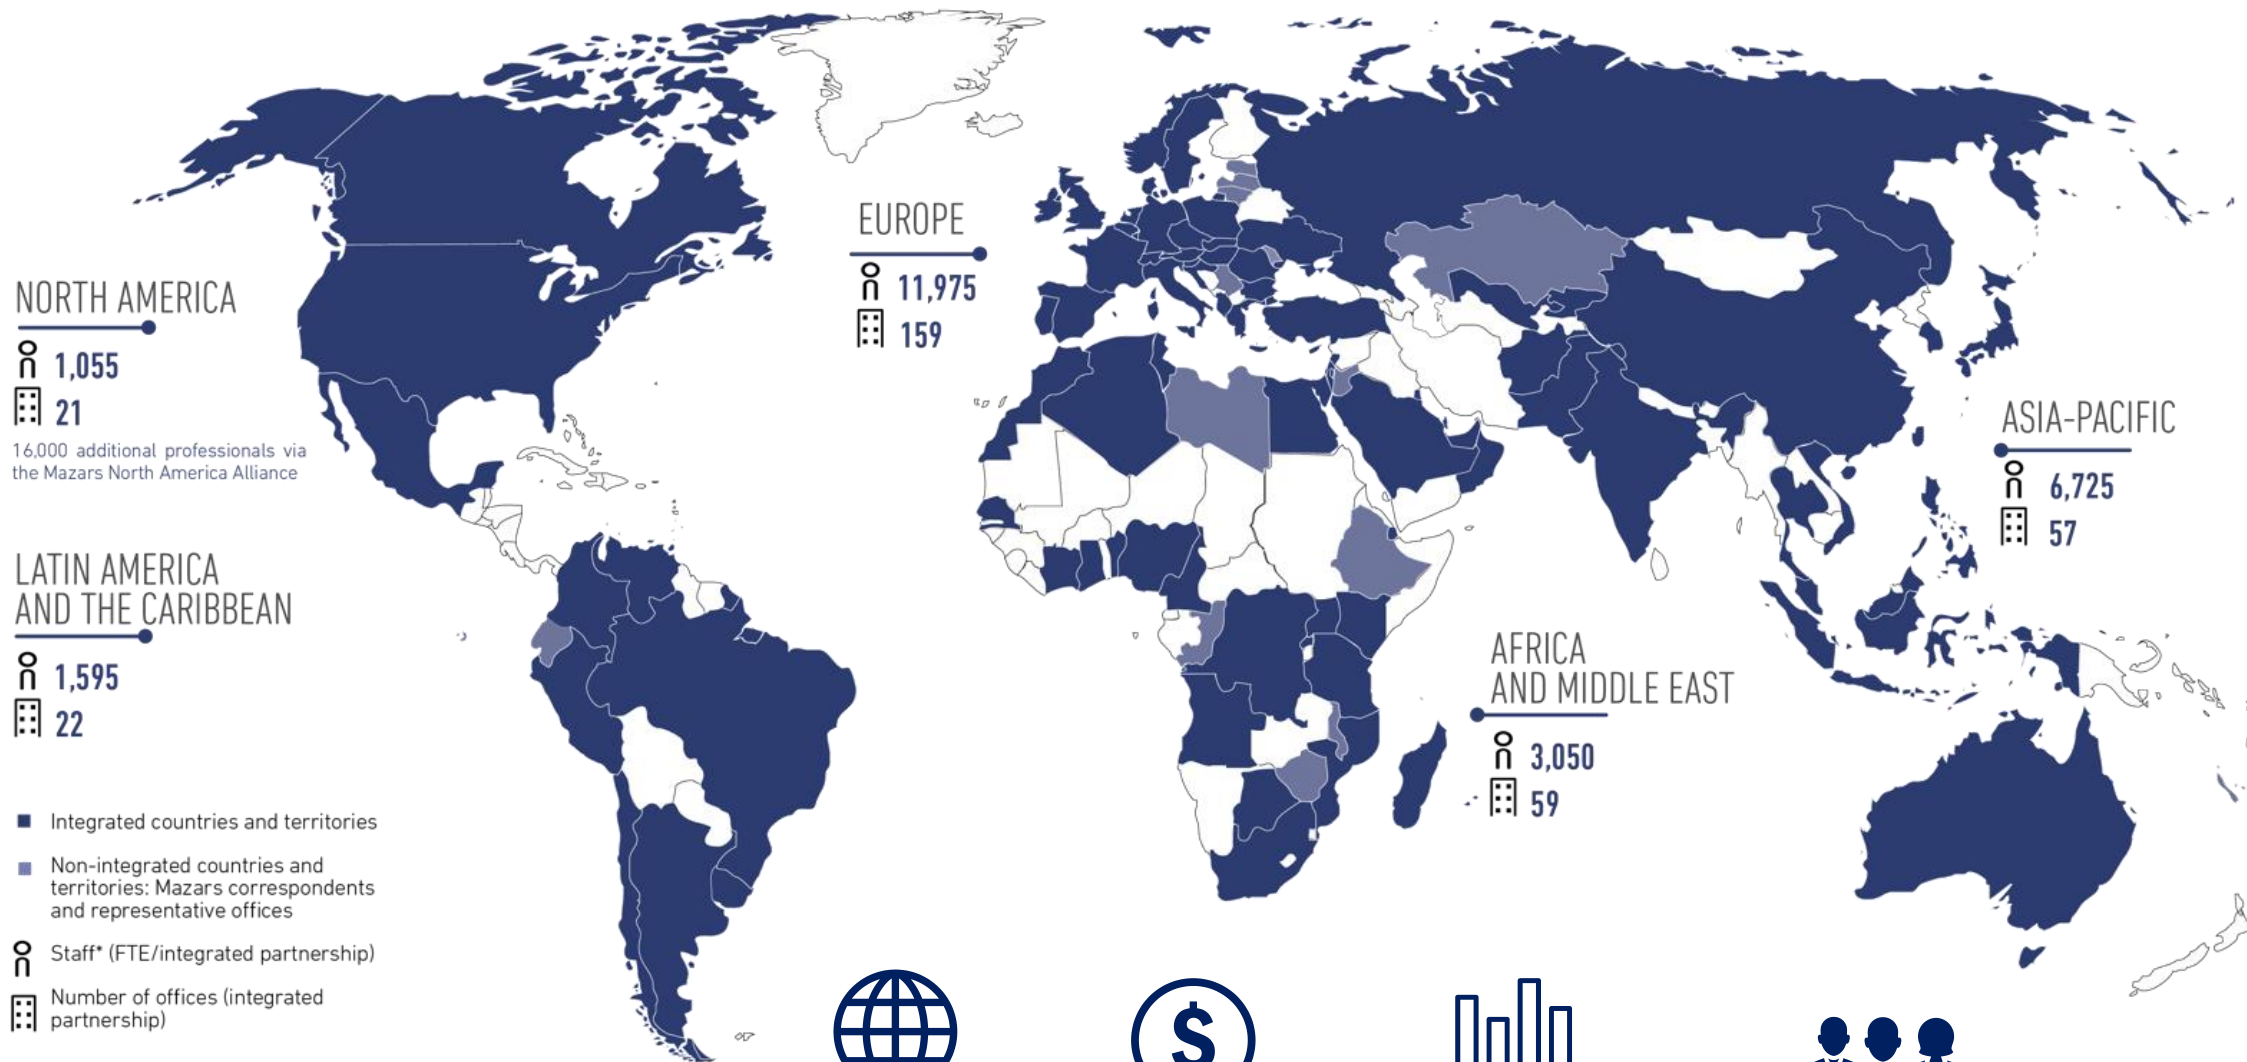 NORTH AMERICA
1,055
21
16,000 additional professionals via
the Mazars North America Alliance
LATIN AMERICA
AND THE CARIBBEAN
1,595
22
EUROPE
11,975
159
ASIA-PACIFIC
6,725
57
AFRICA
AND MIDDLE EAST
3,050
59
Integrated countries and territories
Non-integrated countries and
territories: Mazars correspondents
and representative offices
Staff* (FTE/integrated partnership)
Number of offices (integrated
partnership)
$